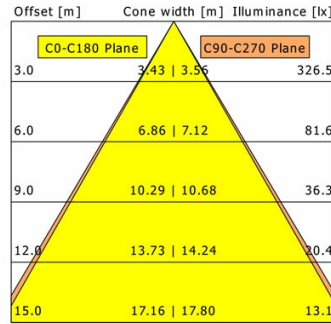 Offset [m] Cone width [m] Illuminance [lx]
C0-C180 Plane C90-C270 Plane
3.0 3.43 | 3.56 326.5
6.0 6.86 | 7.12 81.6
9.0 10.29 | 10.68 36.3
12.0 13.73 | 14.24 20.4
15.0 17.16 | 17.80 13.1